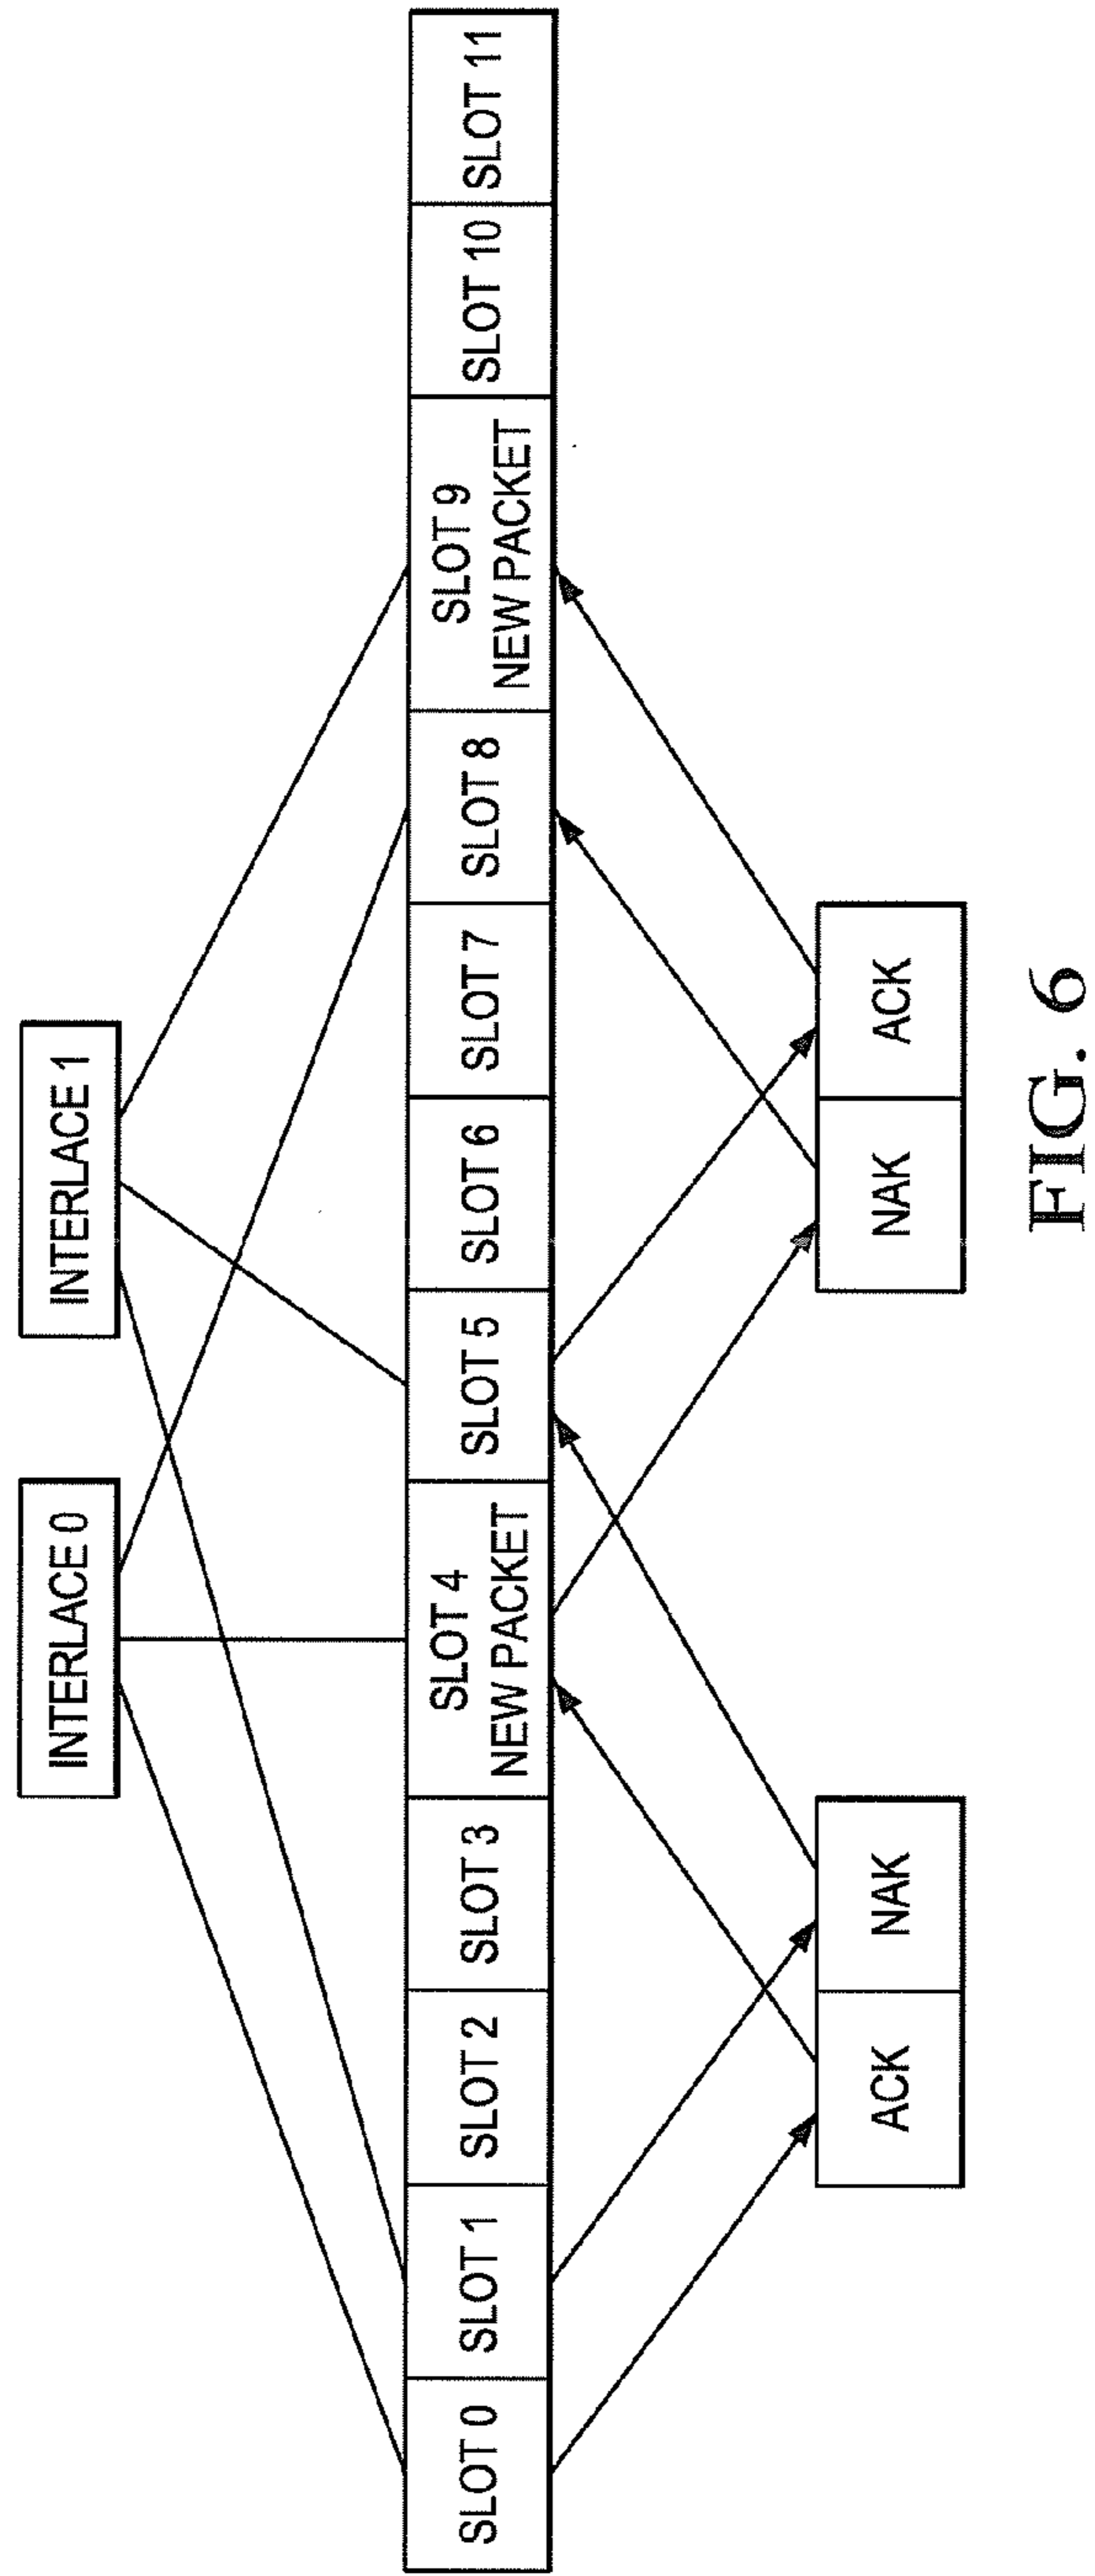 INTERLACE 0
INTERLACE 1
SLOT 0
SLOT 1
SLOT 2
SLOT 3
SLOT 4
NEW PACKET
SLOT 5
SLOT 6
SLOT 7
SLOT 8
SLOT 9
NEW PACKET
SLOT 10
SLOT 11
ACK
NAK
NAK
ACK
FIG. 6